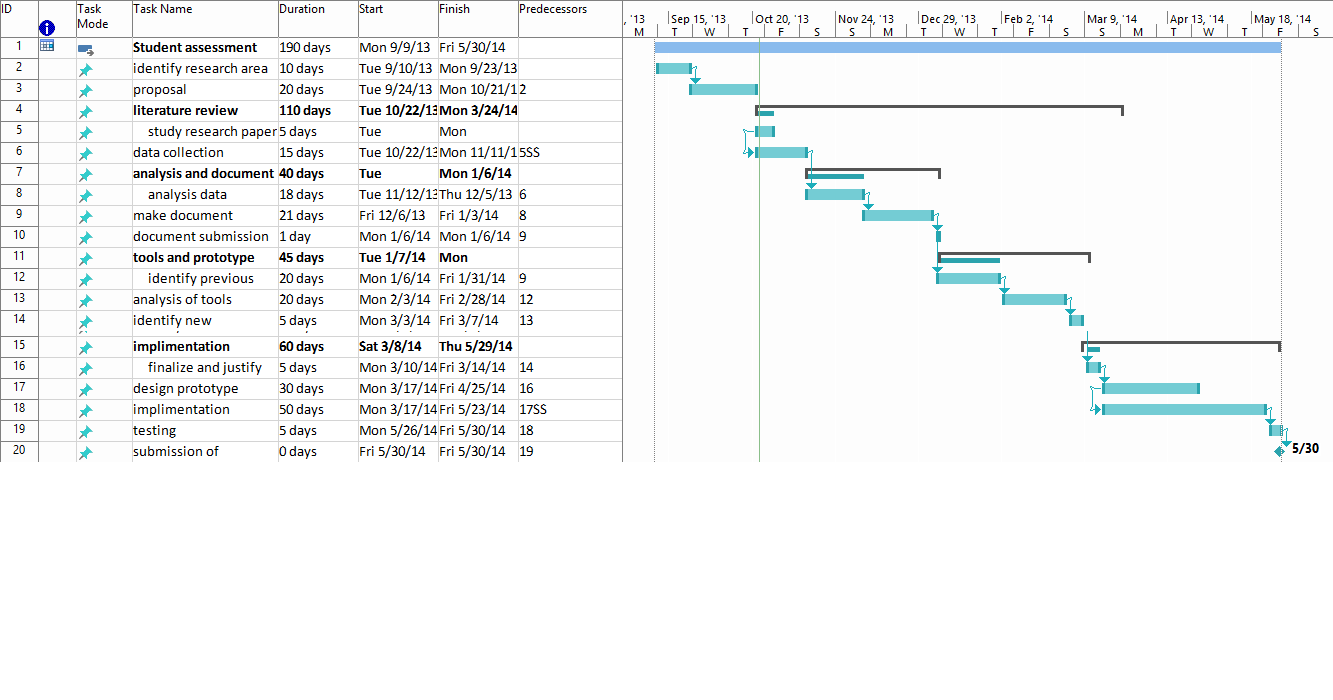 ID Task Mode Task Name Duration Start Finish Predecessors
, '13 Sep 15, '13 Oct 20, '13 Nov 24, '13 Dec 29, '13 Feb 2, '14 Mar 9, '14 Apr 13, '14 May 18, '14
M T W T F S S M T W T F S S M T W T F S
1 Student assessment 190 days Mon 9/9/13 Fri 5/30/14
2 identify research area 10 days Tue 9/10/13 Mon 9/23/13
3 proposal 20 days Tue 9/24/13 Mon 10/21/1 2
4 literature review 110 days Tue 10/22/13 Mon 3/24/14
5 study research paper 5 days Tue Mon
6 data collection 15 days Tue 10/22/13 Mon 11/11/1 5SS
7 analysis and document 40 days Tue Mon 1/6/14
8 analysis data 18 days Tue 11/12/13 Thu 12/5/13 6
9 make document 21 days Fri 12/6/13 Fri 1/3/14 8
10 document submission 1 day Mon 1/6/14 Mon 1/6/14 9
11 tools and prototype 45 days Tue 1/7/14 Mon
12 identify previous 20 days Mon 1/6/14 Fri 1/31/14 9
13 analysis of tools 20 days Mon 2/3/14 Fri 2/28/14 12
14 identify new 5 days Mon 3/3/14 Fri 3/7/14 13
15 implimentation 60 days Sat 3/8/14 Thu 5/29/14
16 finalize and justify 5 days Mon 3/10/14 Fri 3/14/14 14
17 design prototype 30 days Mon 3/17/14 Fri 4/25/14 16
18 implimentation 50 days Mon 3/17/14 Fri 5/23/14 17SS
19 testing 5 days Mon 5/26/14 Fri 5/30/14 18
20 submission of 0 days Fri 5/30/14 Fri 5/30/14 19
5/30